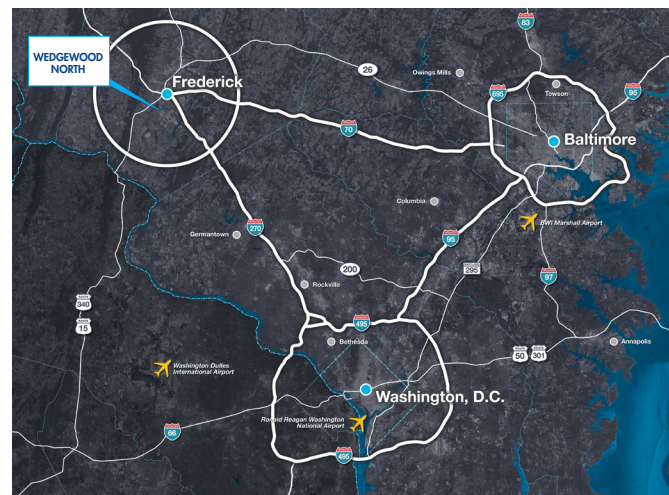 83
WEDGEWOOD
NORTH
Frederick
26
Owings Mills
695
Towson
95
70
Baltimore
Columbia
BWI Marshall Airport
Germantown
270
95
200
295
97
Rockville
340
15
495
Bethesda
50
301
Annapolis
Washington Dulles
International Airport
Washington, D.C.
Ronald Reagan Washington
National Airport
66
495